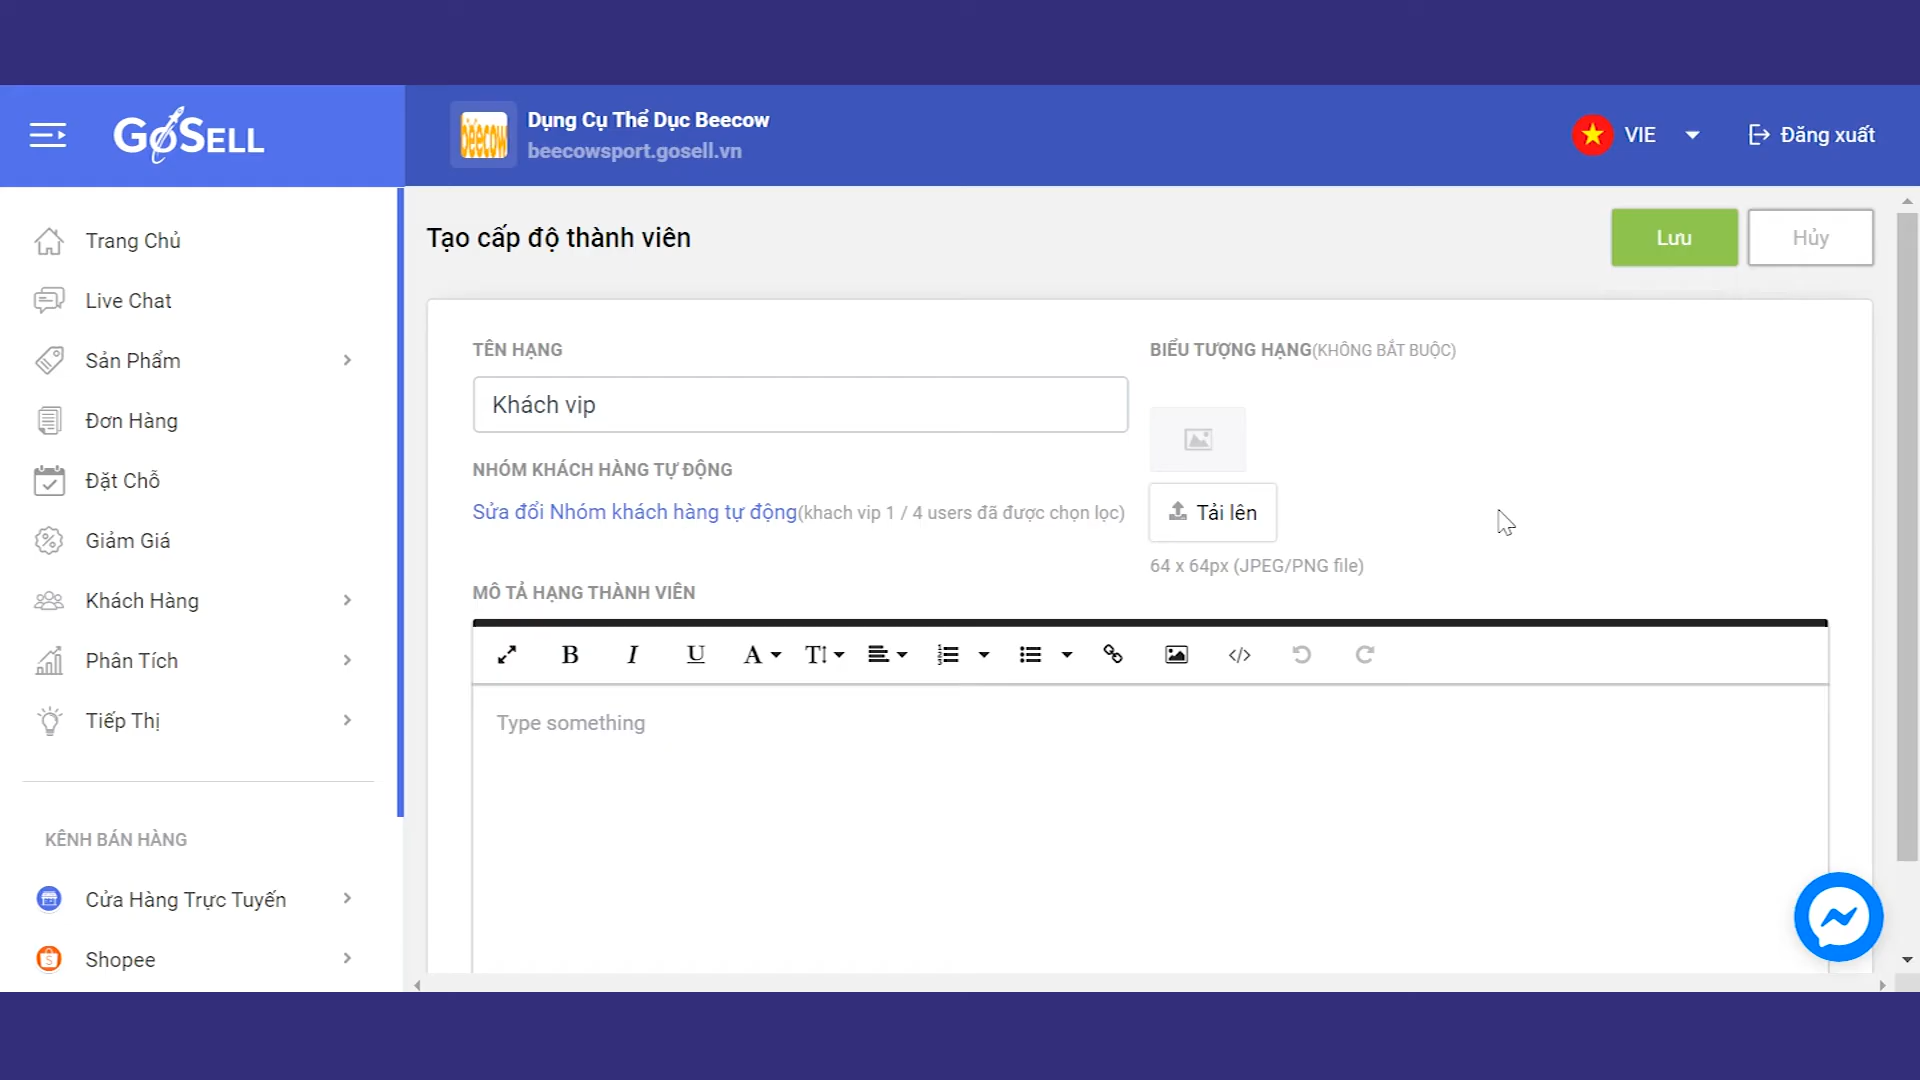 GoSELL
Dụng Cụ Thể Dục Beecow
beecow
beecowsport.gosell.vn
VIE
Đăng xuất
Trang Chủ
Live Chat
Sản Phẩm
Đơn Hàng
Đặt Chỗ
Giảm Giá
Khách Hàng
Phân Tích
Tiếp Thị
KÊNH BÁN HÀNG
Cửa Hàng Trực Tuyến
Shopee
Tạo cấp độ thành viên
Lưu
Hủy
TÊN HẠNG
Khách vip
BIỂU TƯỢNG HẠNG(KHÔNG BẮT BUỘC)
NHÓM KHÁCH HÀNG TỰ ĐỘNG
Sửa đổi Nhóm khách hàng tự động(khach vip 1 / 4 users đã được chọn lọc)
Tải lên
64 x 64px (JPEG/PNG file)
MÔ TẢ HẠNG THÀNH VIÊN
Type something